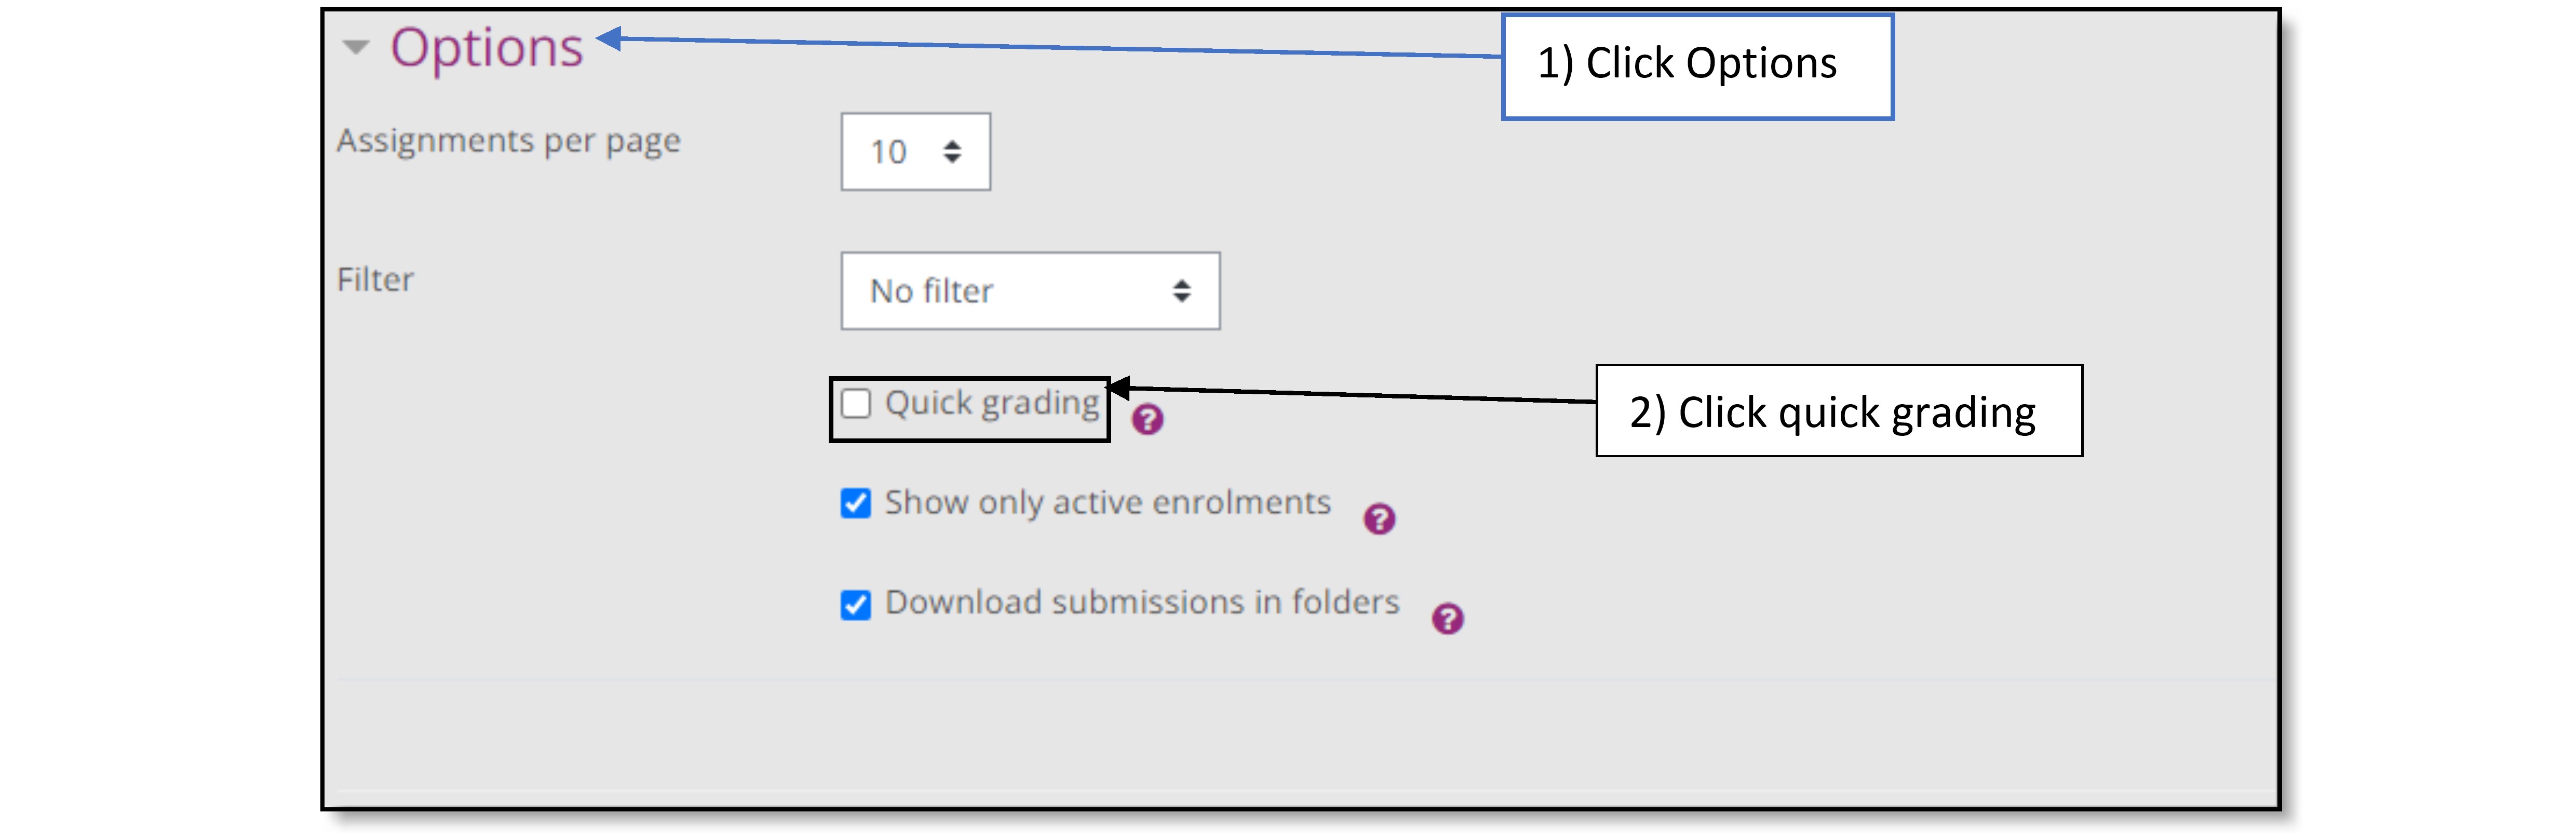 Options
1) Click Options
Assignments per page
10
Filter
No filter
Quick grading
?
2) Click quick grading
Show only active enrolments
?
Download submissions in folders
?